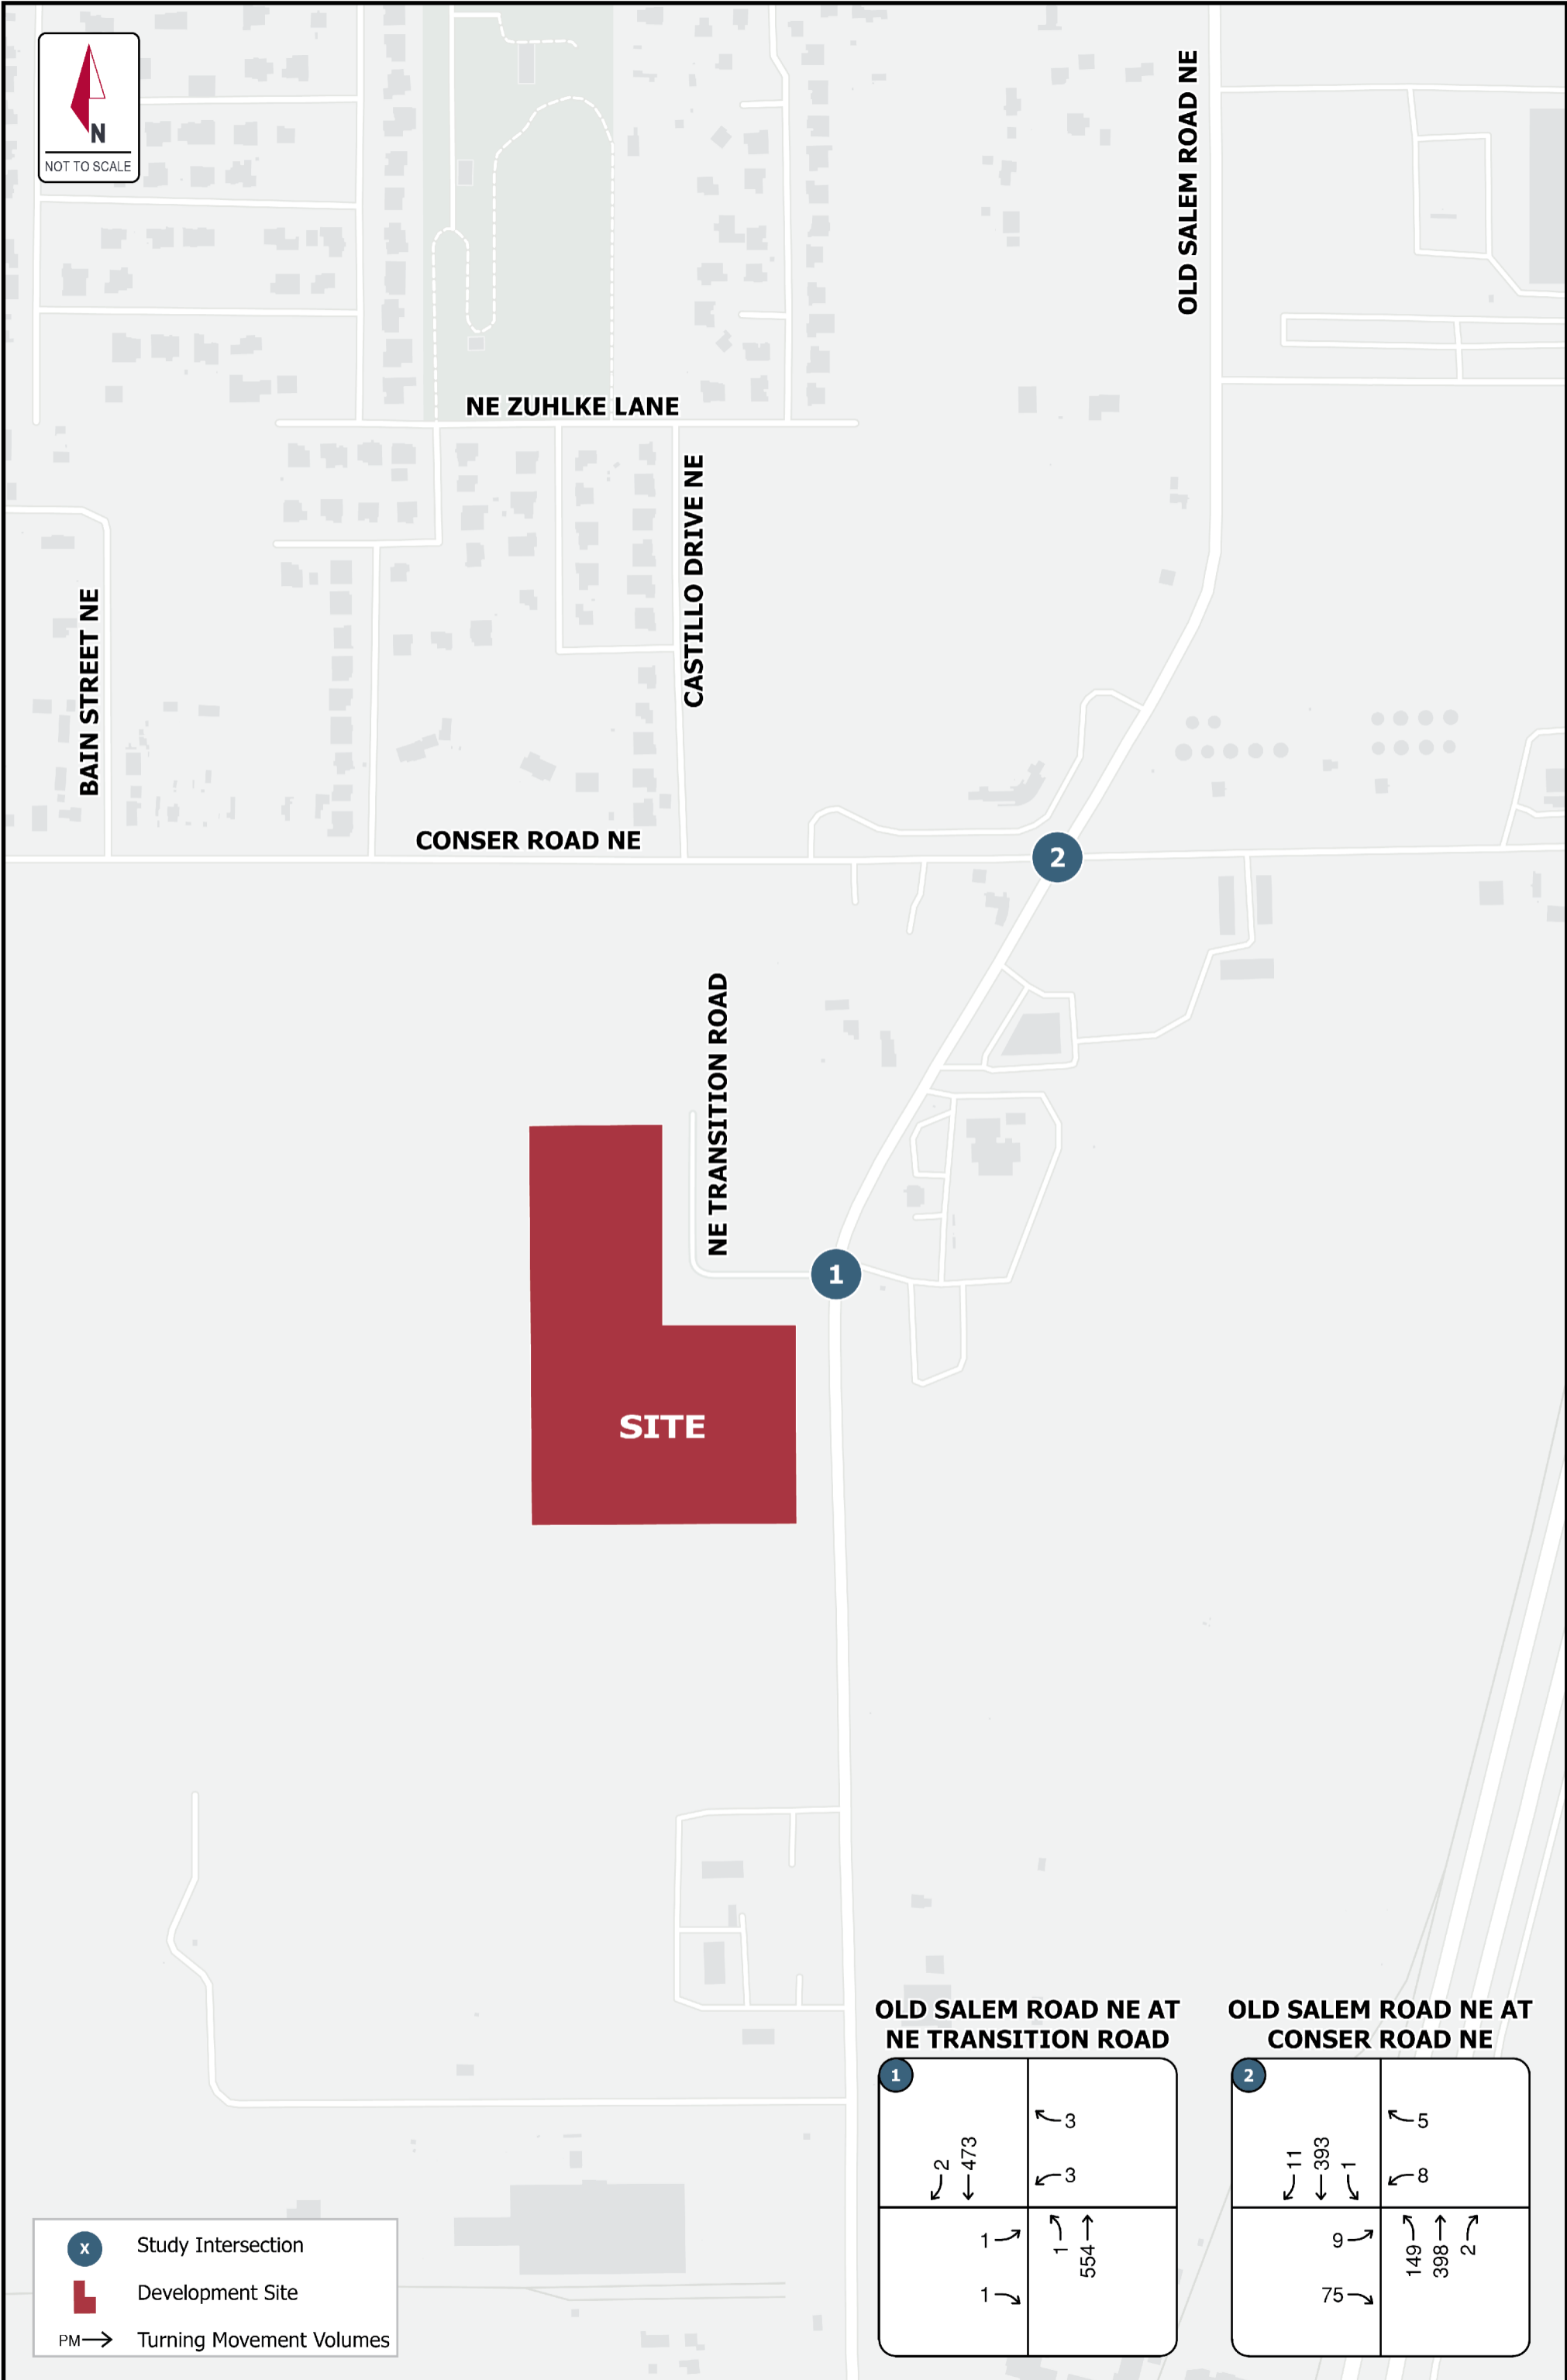 N
NOT TO SCALE
OLD SALEM ROAD NE
NE ZUHLKE LANE
CASTILLO DRIVE NE
BAIN STREET NE
CONSER ROAD NE
2
NE TRANSITION ROAD
1
SITE
OLD SALEM ROAD NE AT
NE TRANSITION ROAD
1
2
473
3
3
1
1
1
554
OLD SALEM ROAD NE AT
CONSER ROAD NE
2
11
393
1
5
8
9
75
149
398
2
X Study Intersection
Development Site
PM Turning Movement Volumes